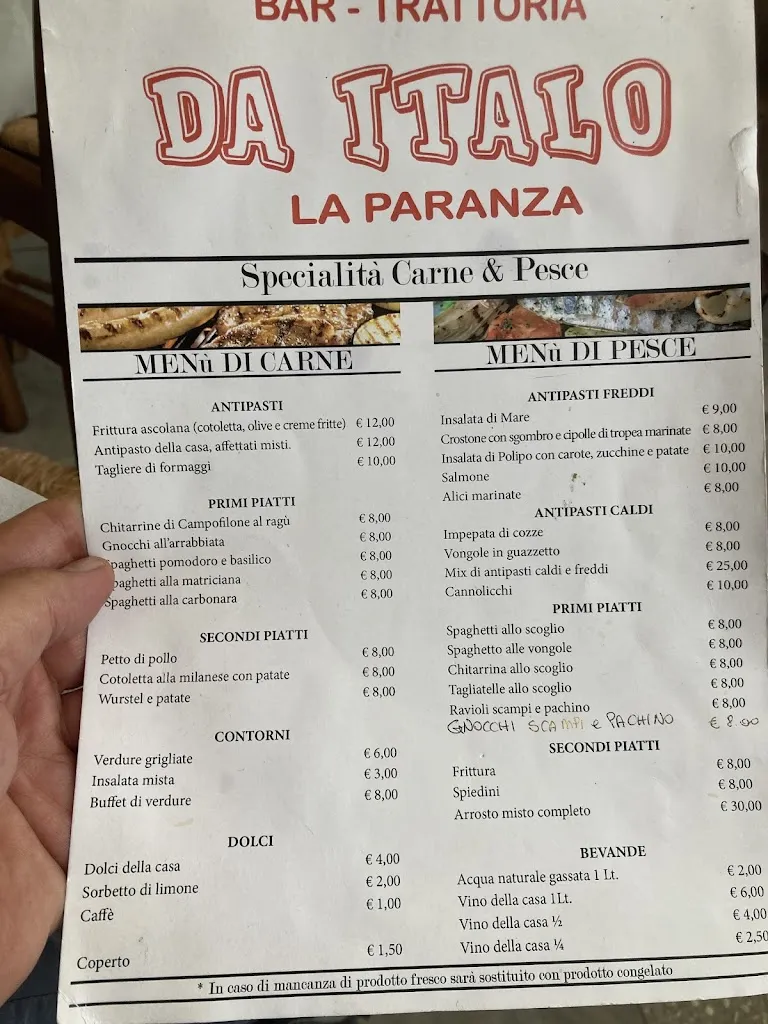 BAR - TRATTORIA
DA ITALO
LA PARANZA
Specialità Carne & Pesce
MENù DI CARNE
ANTIPASTI
Frittura ascolana (cotoletta, olive e creme fritte) € 12,00
Antipasto della casa, affettati misti. € 12,00
Tagliere di formaggi € 10,00
PRIMI PIATTI
Chitarrine di Campofilone al ragù € 8,00
Gnocchi all'arrabbiata € 8,00
Spaghetti pomodoro e basilico € 8,00
Spaghetti alla matriciana € 8,00
Spaghetti alla carbonara € 8,00
SECONDI PIATTI
Petto di pollo € 8,00
Cotoletta alla milanese con patate € 8,00
Wurstel e patate € 8,00
CONTORNI
Verdure grigliate € 6,00
Insalata mista € 3,00
Buffet di verdure € 8,00
DOLCI
Dolci della casa € 4,00
Sorbetto di limone € 2,00
Caffè € 1,00
Coperto € 1,50
MENù DI PESCE
ANTIPASTI FREDDI
Insalata di Mare € 9,00
Crostone con sgombro e cipolle di tropea marinate € 8,00
Insalata di Polipo con carote, zucchine e patate € 10,00
Salmone € 10,00
Alici marinate € 8,00
ANTIPASTI CALDI
Impepata di cozze € 8,00
Vongole in guazzetto € 8,00
Mix di antipasti caldi e freddi € 25,00
Cannolicchi € 10,00
PRIMI PIATTI
Spaghetti allo scoglio € 8,00
Spaghetto alle vongole € 8,00
Chitarrina allo scoglio € 8,00
Tagliatelle allo scoglio € 8,00
Ravioli scampi e pachino € 8,00
GNOCCHI SCAMPI e PACHINO € 8.00
SECONDI PIATTI
Frittura € 8,00
Spiedini € 8,00
Arrosto misto completo € 30,00
BEVANDE
Acqua naturale gassata 1 Lt. € 2,00
Vino della casa 1Lt. € 6,00
Vino della casa ½ € 4,00
Vino della casa ¼ € 2,50
* In caso di mancanza di prodotto fresco sarà sostituito con prodotto congelato